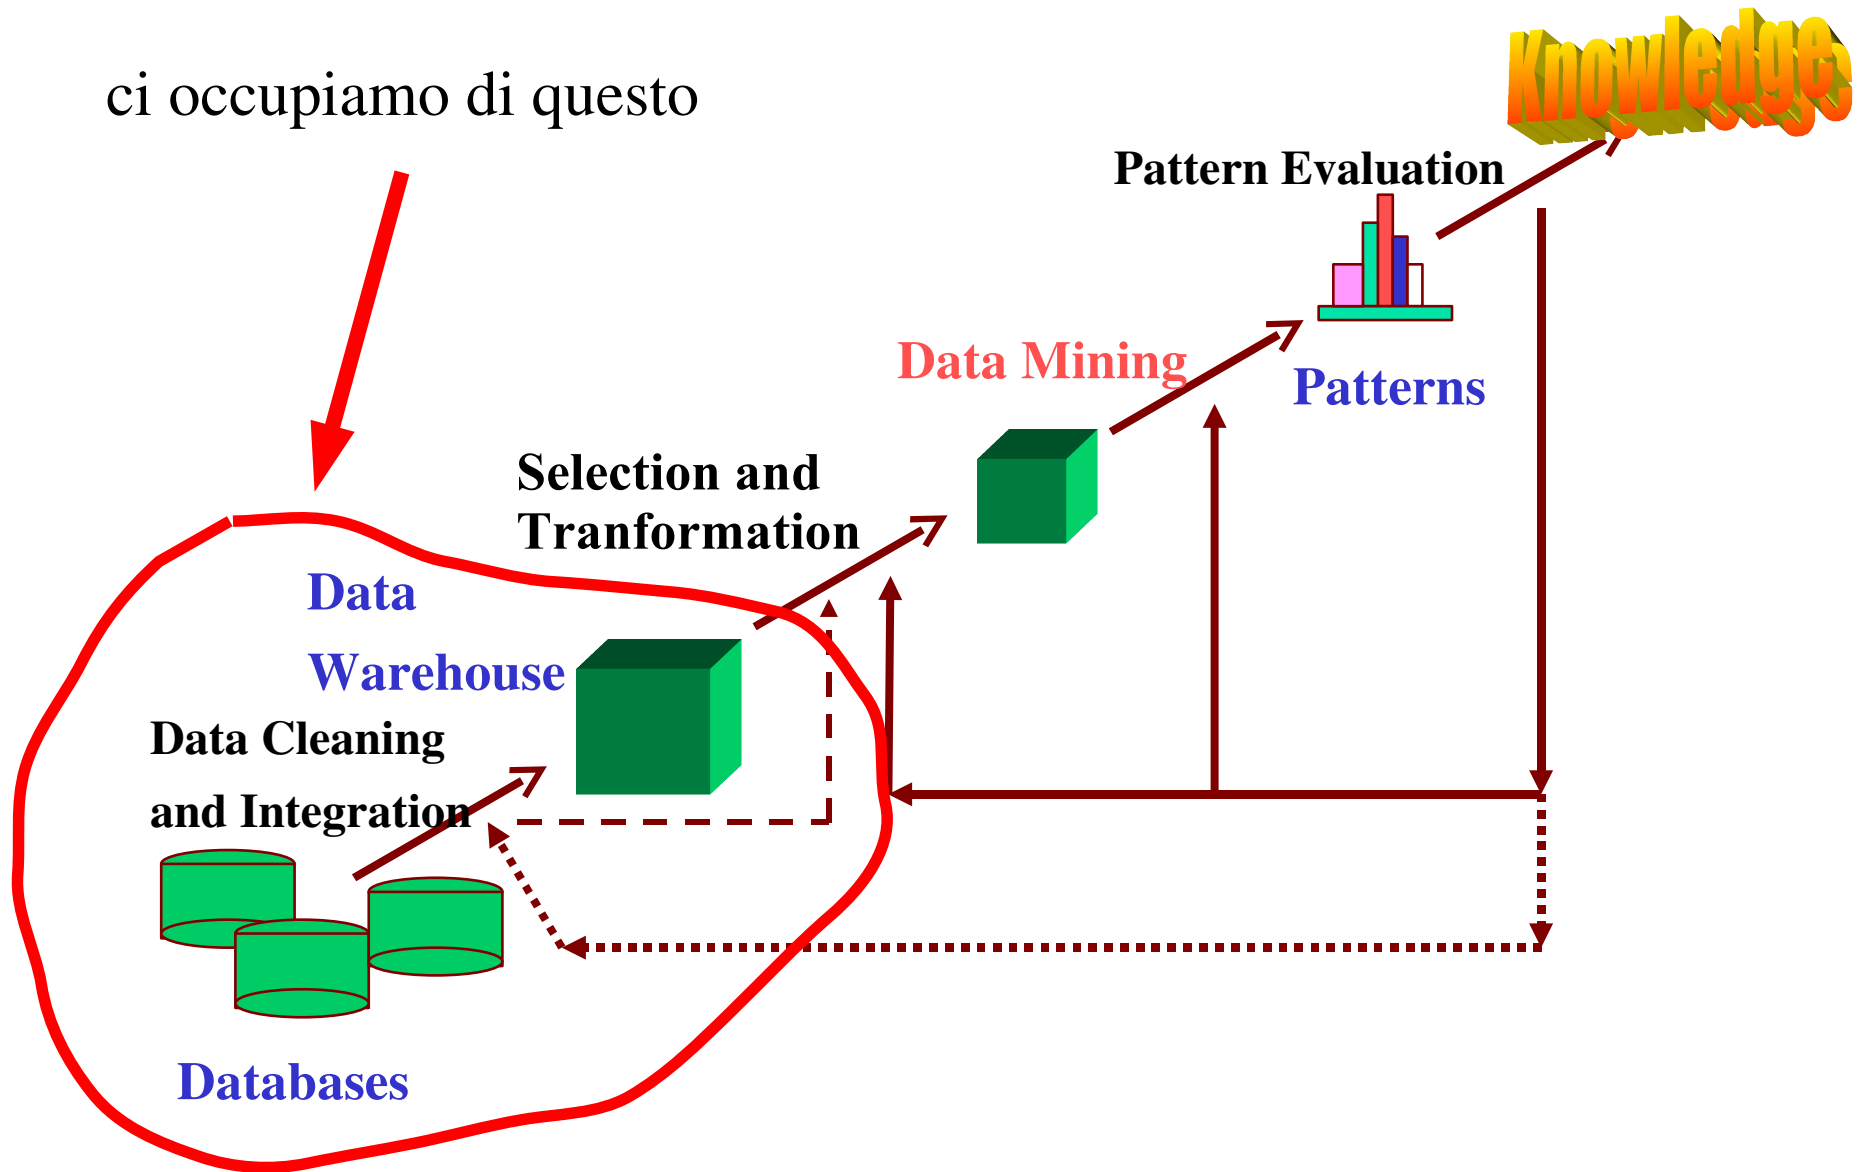 Knowledge
ci occupiamo di questo
Pattern Evaluation
Data Mining
Patterns
Selection and
Tranformation
Data
Warehouse
Data Cleaning
and Integration
Databases